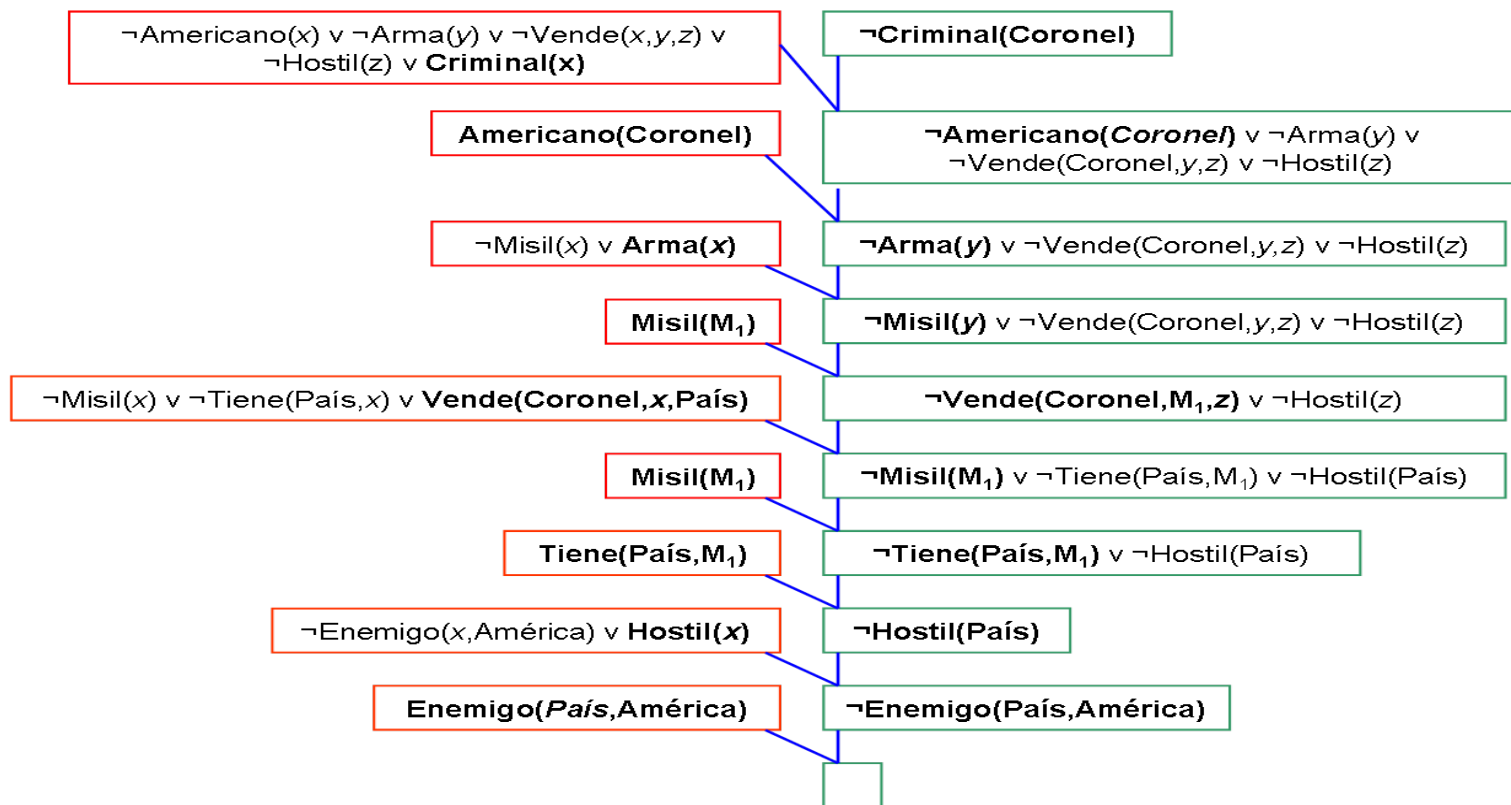 ¬Americano(x) v ¬Arma(y) v ¬Vende(x,y,z) v
¬Hostil(z) v Criminal(x)
¬Criminal(Coronel)
Americano(Coronel)
¬Americano(Coronel) v ¬Arma(y) v
¬Vende(Coronel,y,z) v ¬Hostil(z)
¬Misil(x) v Arma(x)
¬Arma(y) v ¬Vende(Coronel,y,z) v ¬Hostil(z)
Misil(M₁)
¬Misil(y) v ¬Vende(Coronel,y,z) v ¬Hostil(z)
¬Misil(x) v ¬Tiene(País,x) v Vende(Coronel,x,País)
¬Vende(Coronel,M₁,z) v ¬Hostil(z)
Misil(M₁)
¬Misil(M₁) v ¬Tiene(País,M₁) v ¬Hostil(País)
Tiene(País,M₁)
¬Tiene(País,M₁) v ¬Hostil(País)
¬Enemigo(x,América) v Hostil(x)
¬Hostil(País)
Enemigo(País,América)
¬Enemigo(País,América)